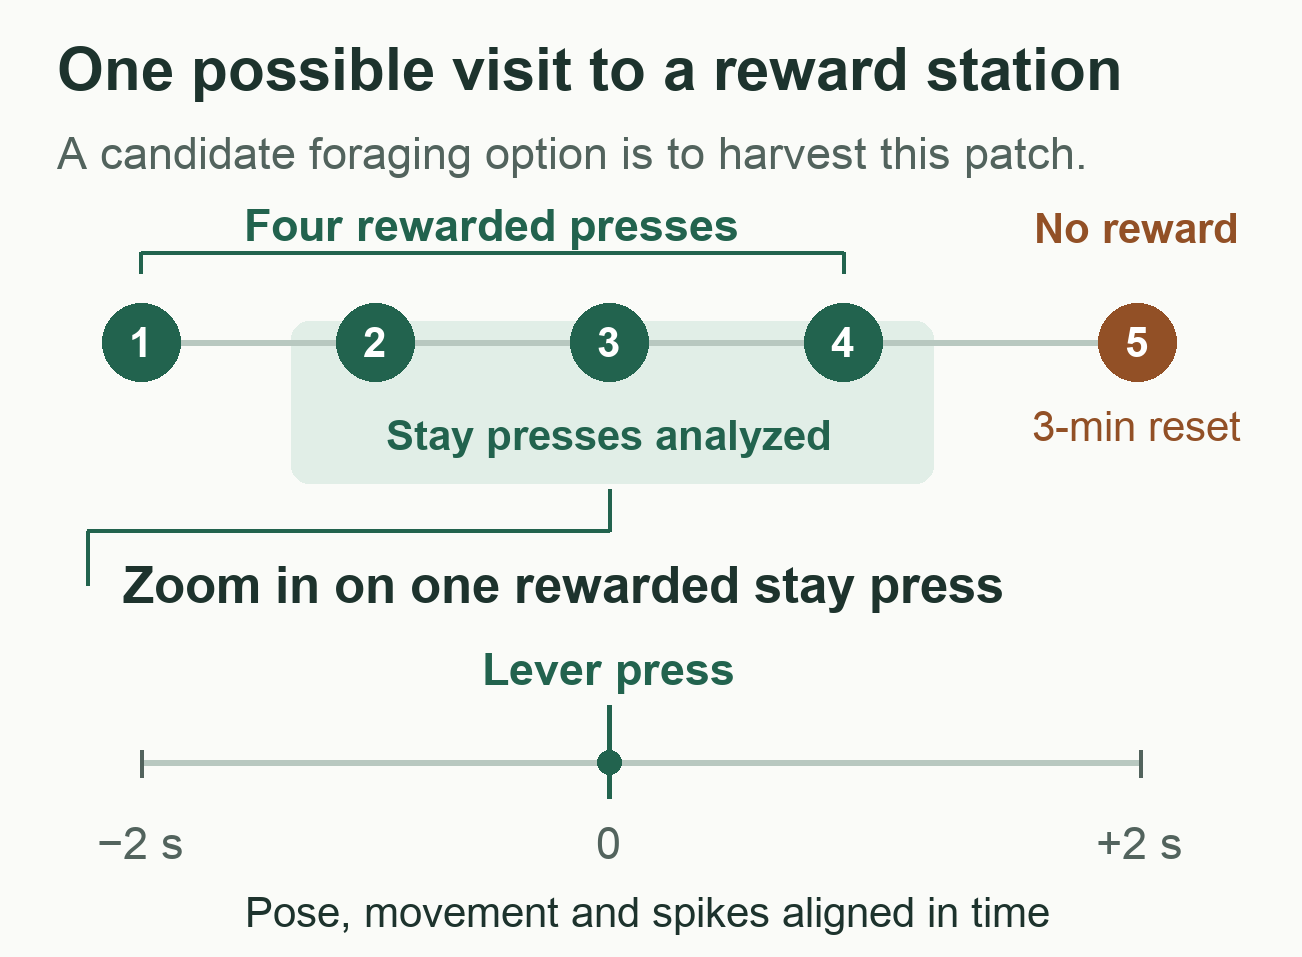 One possible visit to a reward station
A candidate foraging option is to harvest this patch.
Four rewarded presses
No reward
1
2
3
4
5
Stay presses analyzed
3-min reset
Zoom in on one rewarded stay press
Lever press
−2 s
0
+2 s
Pose, movement and spikes aligned in time